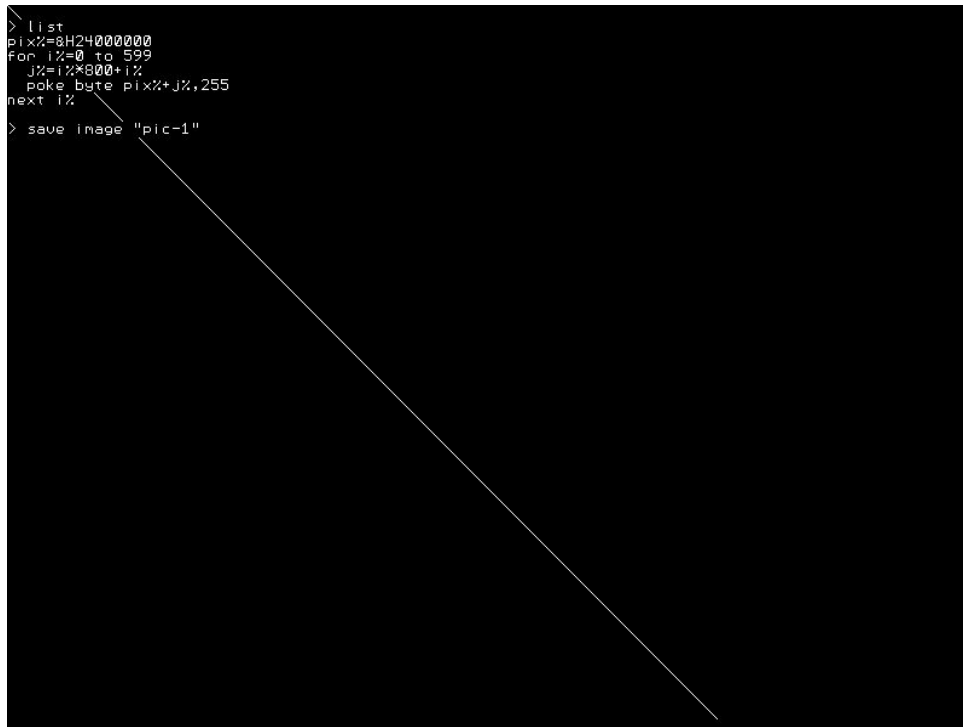 > list
pix%=&H24000000
for i%=0 to 599
  j%=i%*800+i%
  poke byte pix%+j%,255
next i%
> save image "pic-1"